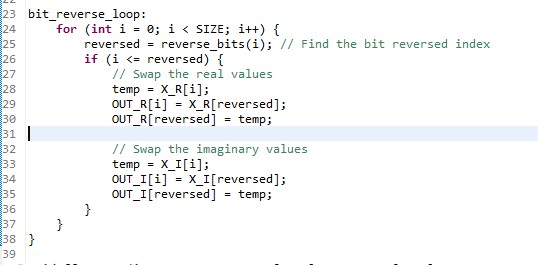 23 bit_reverse_loop:
24     for (int i = 0; i < SIZE; i++) {
25         reversed = reverse_bits(i); // Find the bit reversed index
26         if (i <= reversed) {
27             // Swap the real values
28             temp = X_R[i];
29             OUT_R[i] = X_R[reversed];
30             OUT_R[reversed] = temp;
31
32             // Swap the imaginary values
33             temp = X_I[i];
34             OUT_I[i] = X_I[reversed];
35             OUT_I[reversed] = temp;
36         }
37     }
38 }
39